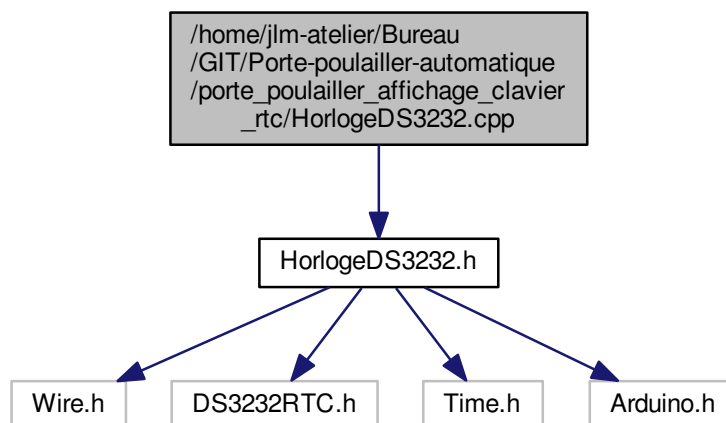 /home/jlm-atelier/Bureau
/GIT/Porte-poulailler-automatique
/porte_poulailler_affichage_clavier
_rtc/HorlogeDS3232.cpp
HorlogeDS3232.h
Wire.h
DS3232RTC.h
Time.h
Arduino.h